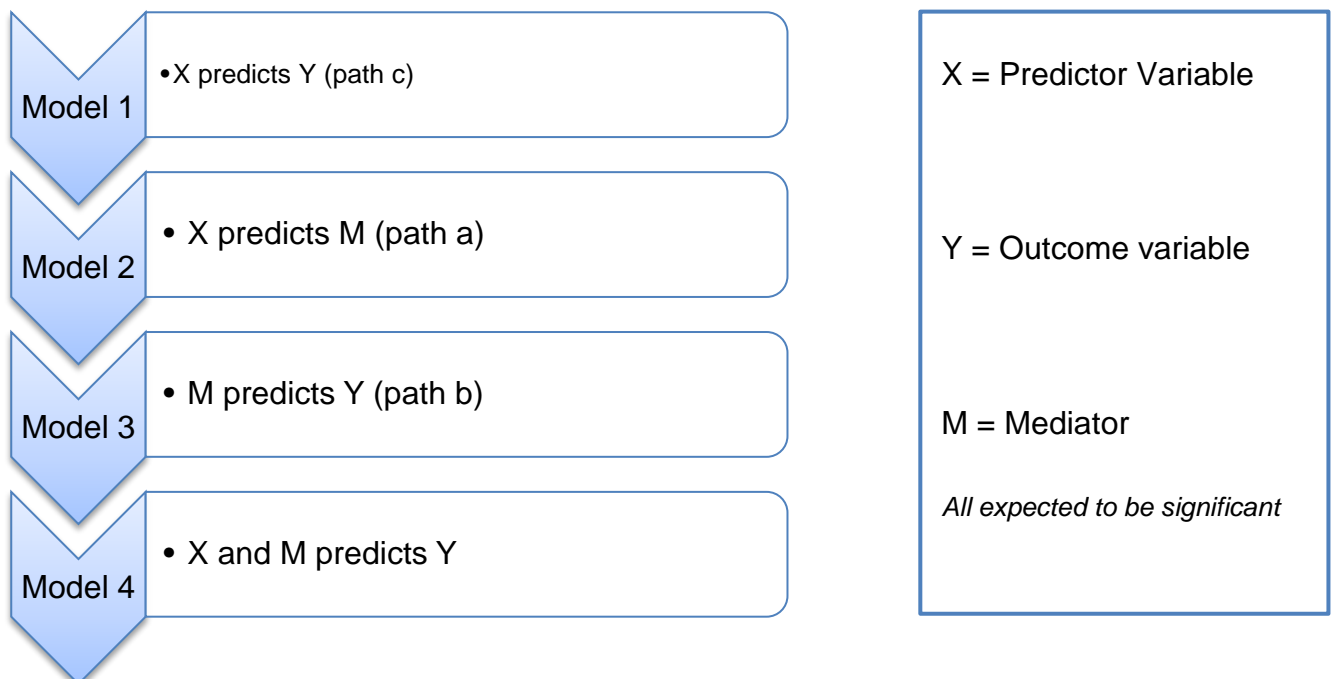 Model 1
•X predicts Y (path c)
Model 2
• X predicts M (path a)
Model 3
• M predicts Y (path b)
Model 4
• X and M predicts Y
X = Predictor Variable
Y = Outcome variable
M = Mediator
All expected to be significant